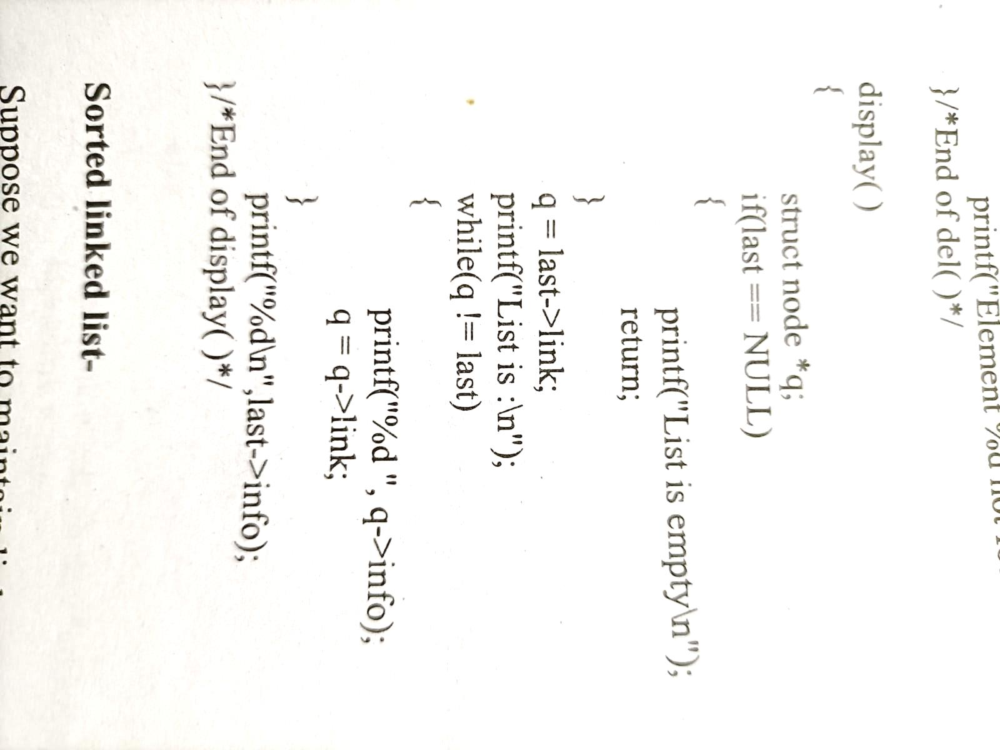 printf("Element %d not
}/*End of del( )*/
display( )
{
struct node *q;
if(last == NULL)
{
printf("List is empty\n");
return;
}
q = last->link;
printf("List is :\n");
while(q != last)
{
printf("%d ", q->info);
q = q->link;
}
printf("%d\n",last->info);
}/*End of display( )*/
Sorted linked list-
Suppose we want to maintain